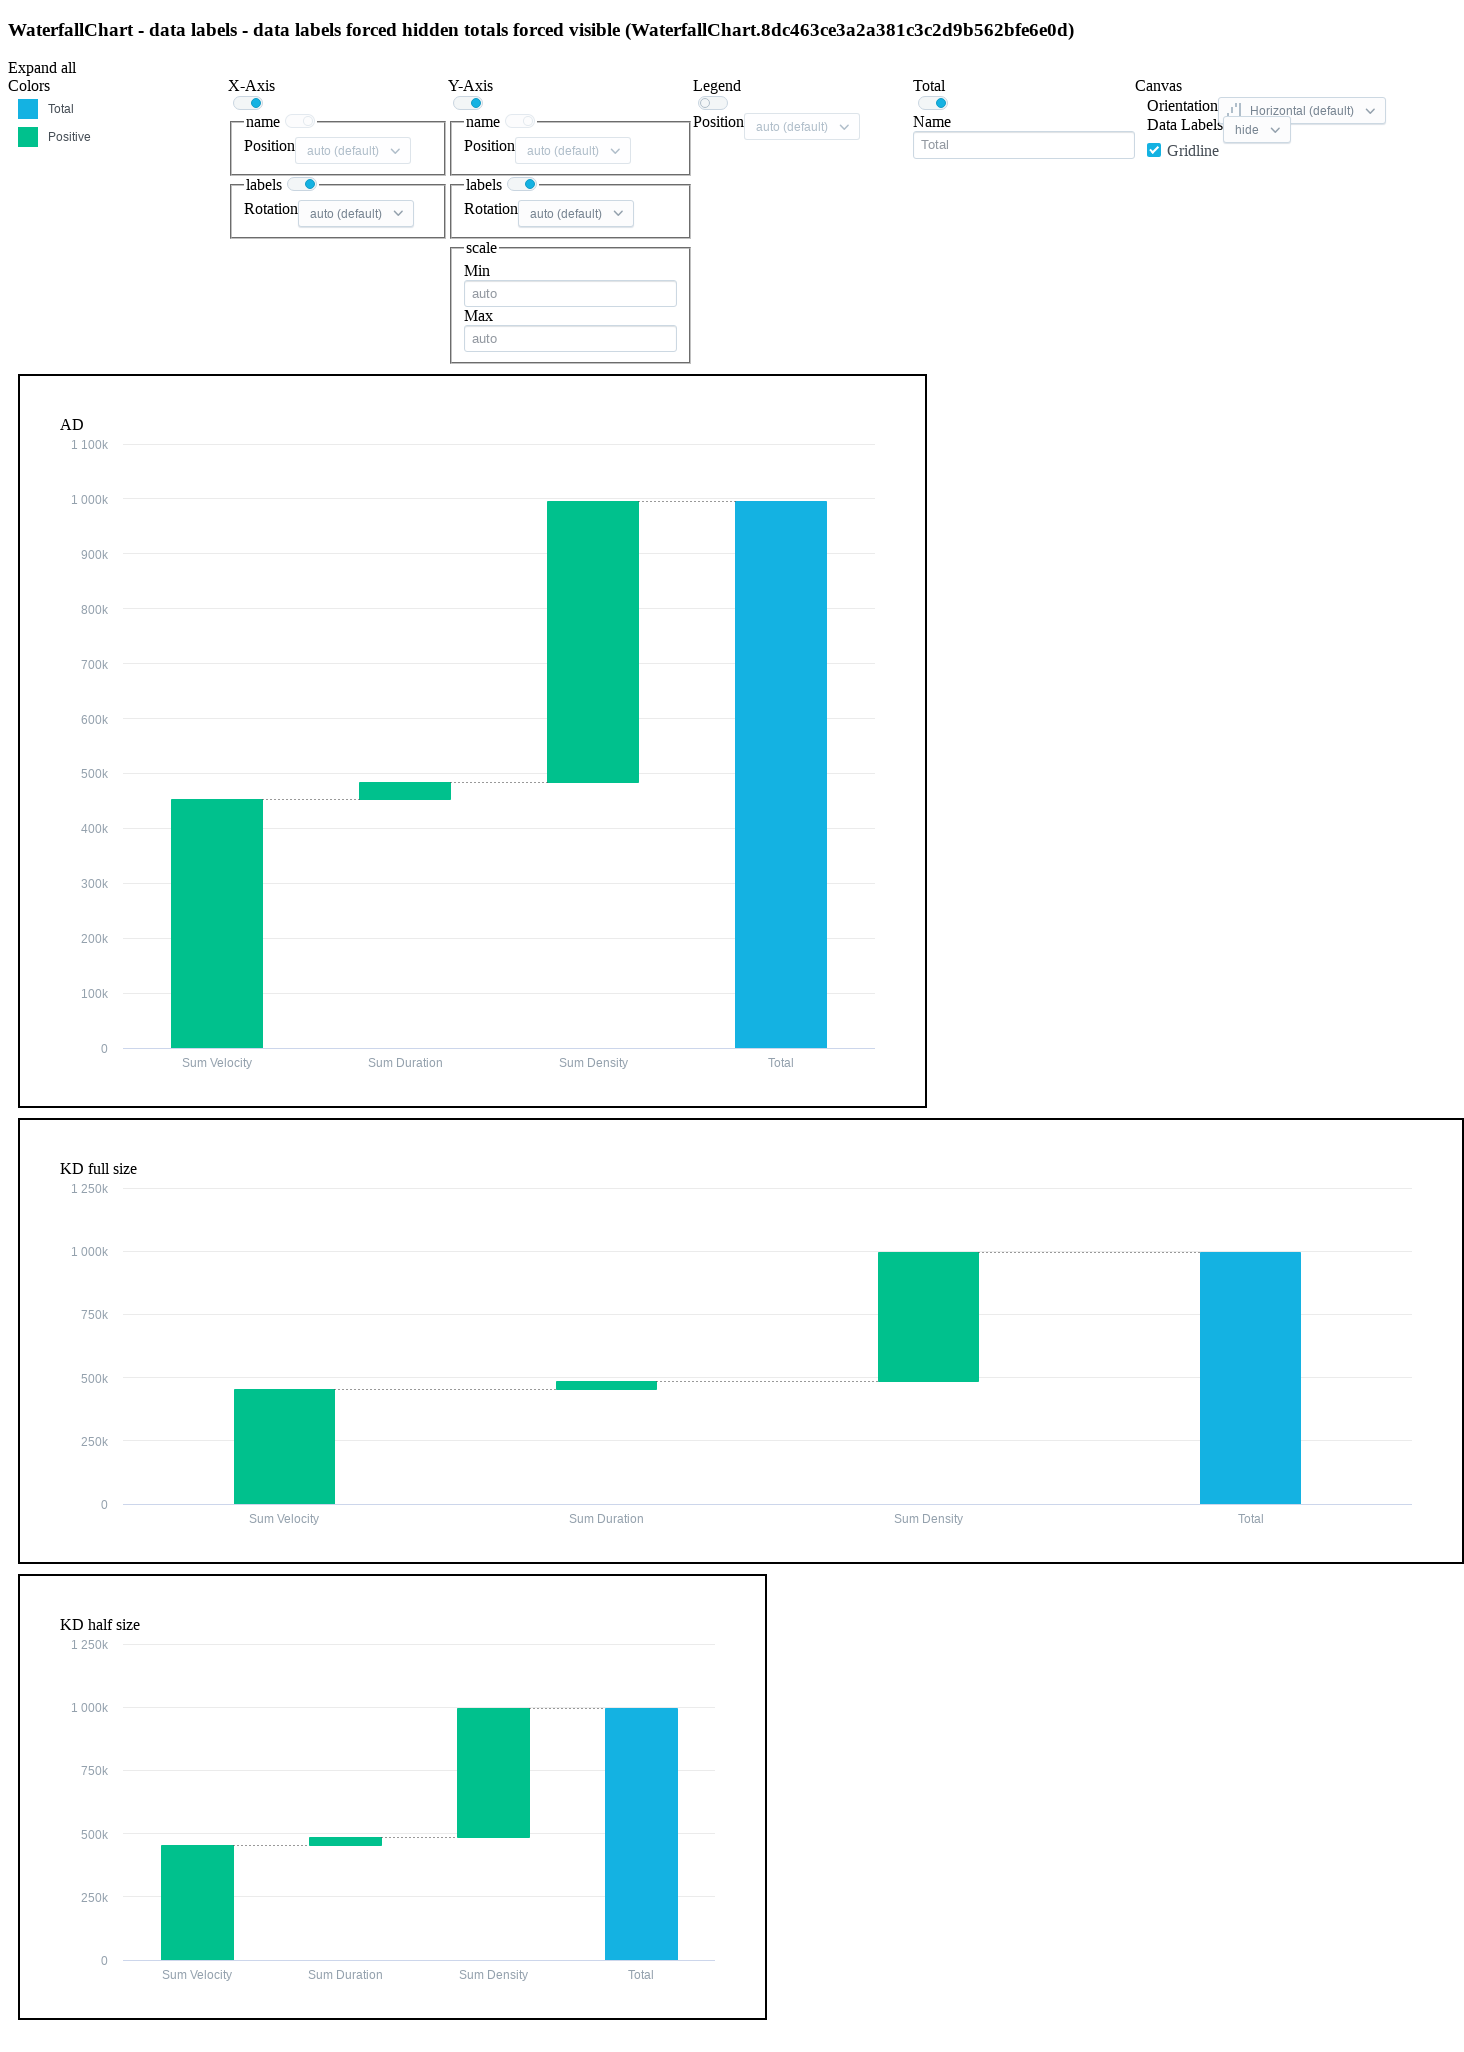 WaterfallChart - data labels - data labels forced hidden totals forced visible (WaterfallChart.8dc463ce3a2a381c3c2d9b562bfe6e0d)
Expand all
Colors
Total
Positive
X-Axis
name
Position auto (default)
labels
Rotation auto (default)
Y-Axis
name
Position auto (default)
labels
Rotation auto (default)
scale
Min
auto
Max
auto
Legend
Position auto (default)
Total
Name
Total
Canvas
Orientation Horizontal (default)
Data Labels hide
Gridline
AD
1 100k
1 000k
900k
800k
700k
600k
500k
400k
300k
200k
100k
0
Sum Velocity Sum Duration Sum Density Total
KD full size
1 250k
1 000k
750k
500k
250k
0
Sum Velocity Sum Duration Sum Density Total
KD half size
1 250k
1 000k
750k
500k
250k
0
Sum Velocity Sum Duration Sum Density Total